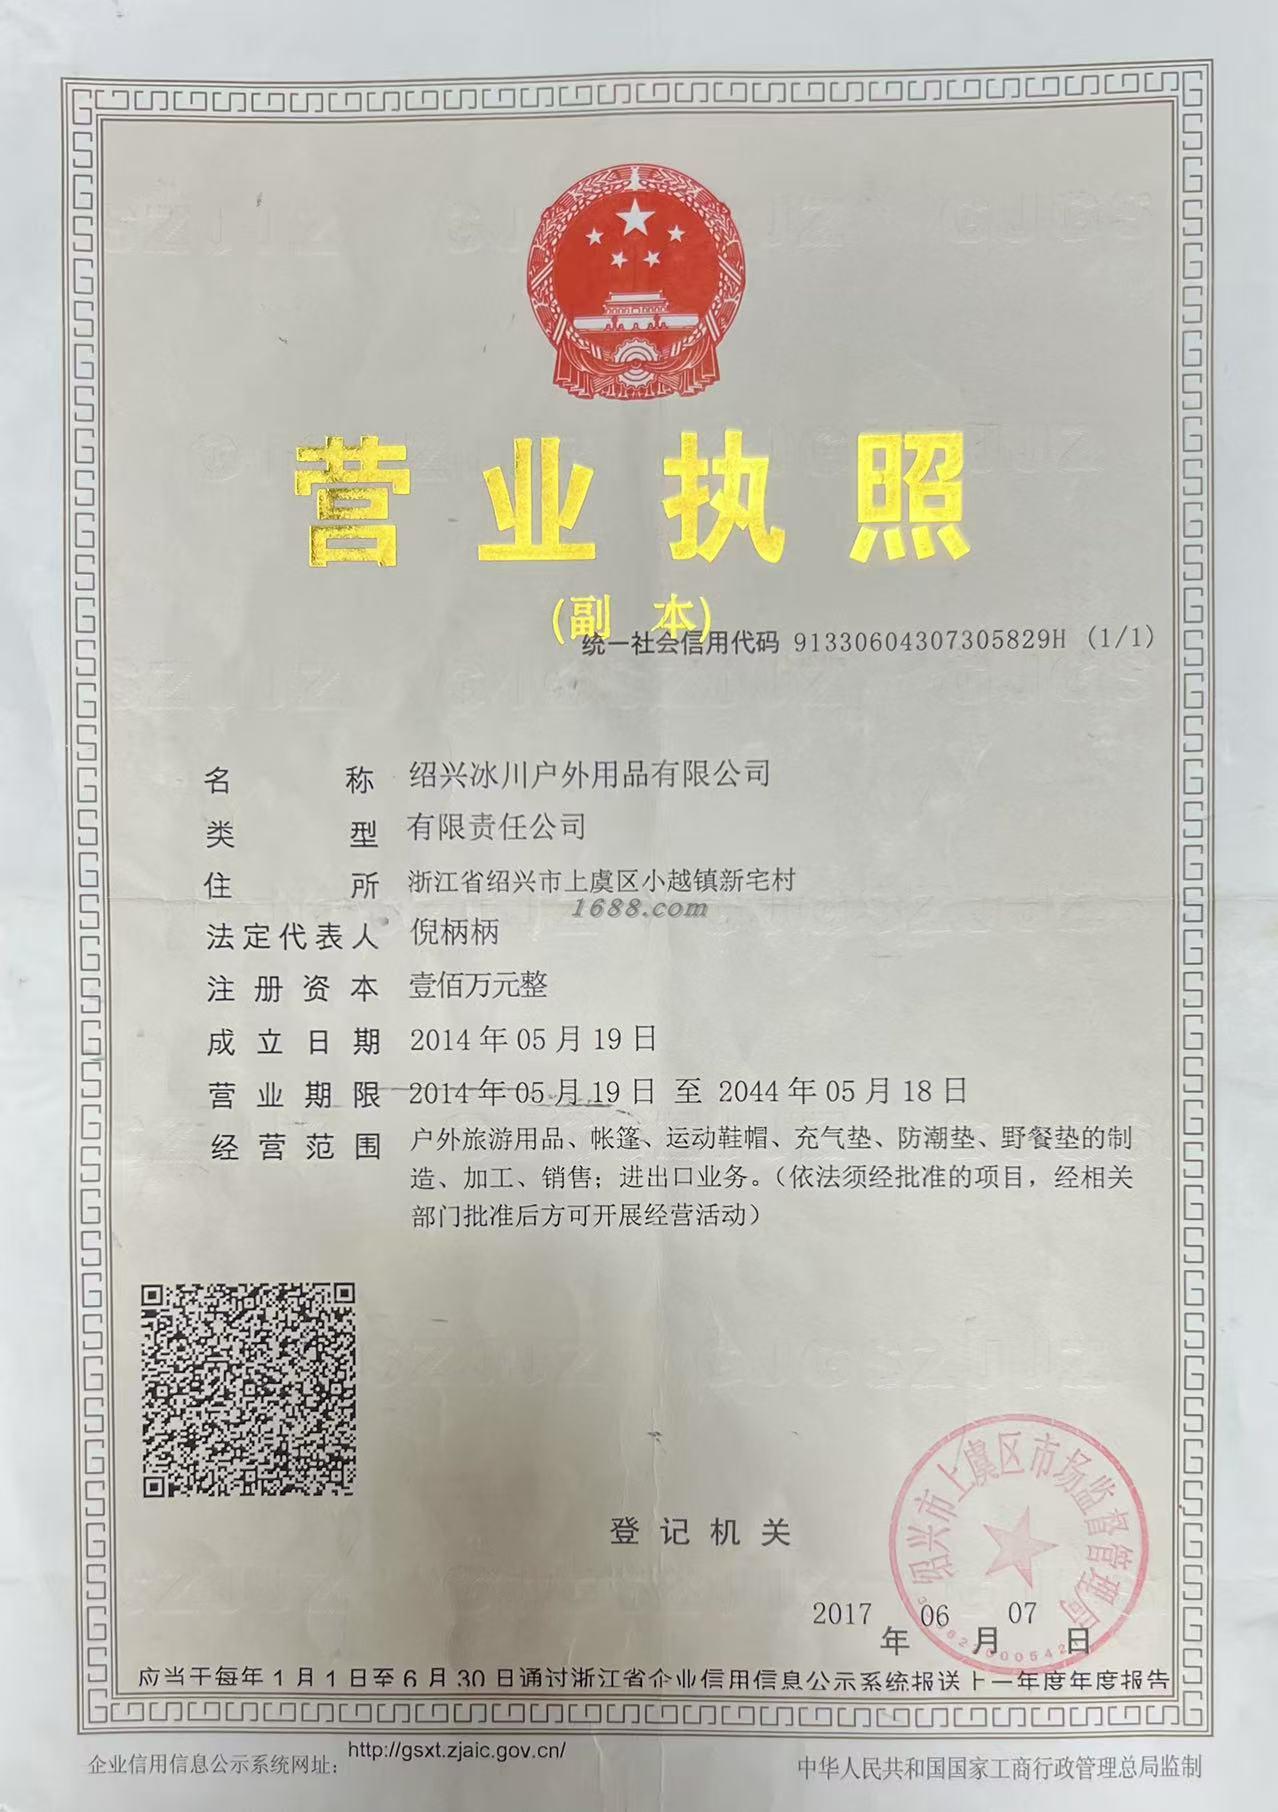 营业执照
(副 本)
统一社会信用代码 91330604307305829H (1/1)
名 称 绍兴冰川户外用品有限公司
类 型 有限责任公司
住 所 浙江省绍兴市上虞区小越镇新宅村
1688.com
法定代表人 倪柄柄
注册资本 壹佰万元整
成立日期 2014年05月19日
营业期限 2014年05月19日 至 2044年05月18日
经营范围 户外旅游用品、帐篷、运动鞋帽、充气垫、防潮垫、野餐垫的制
造、加工、销售；进出口业务。（依法须经批准的项目，经相关
部门批准后方可开展经营活动）
登记机关
绍兴市上虞区市场监督管理局
2017年06月07日
应当于每年1月1日至6月30日通过浙江省企业信用信息公示系统报送上一年度年度报告
企业信用信息公示系统网址： http://gsxt.zjaic.gov.cn/
中华人民共和国国家工商行政管理总局监制